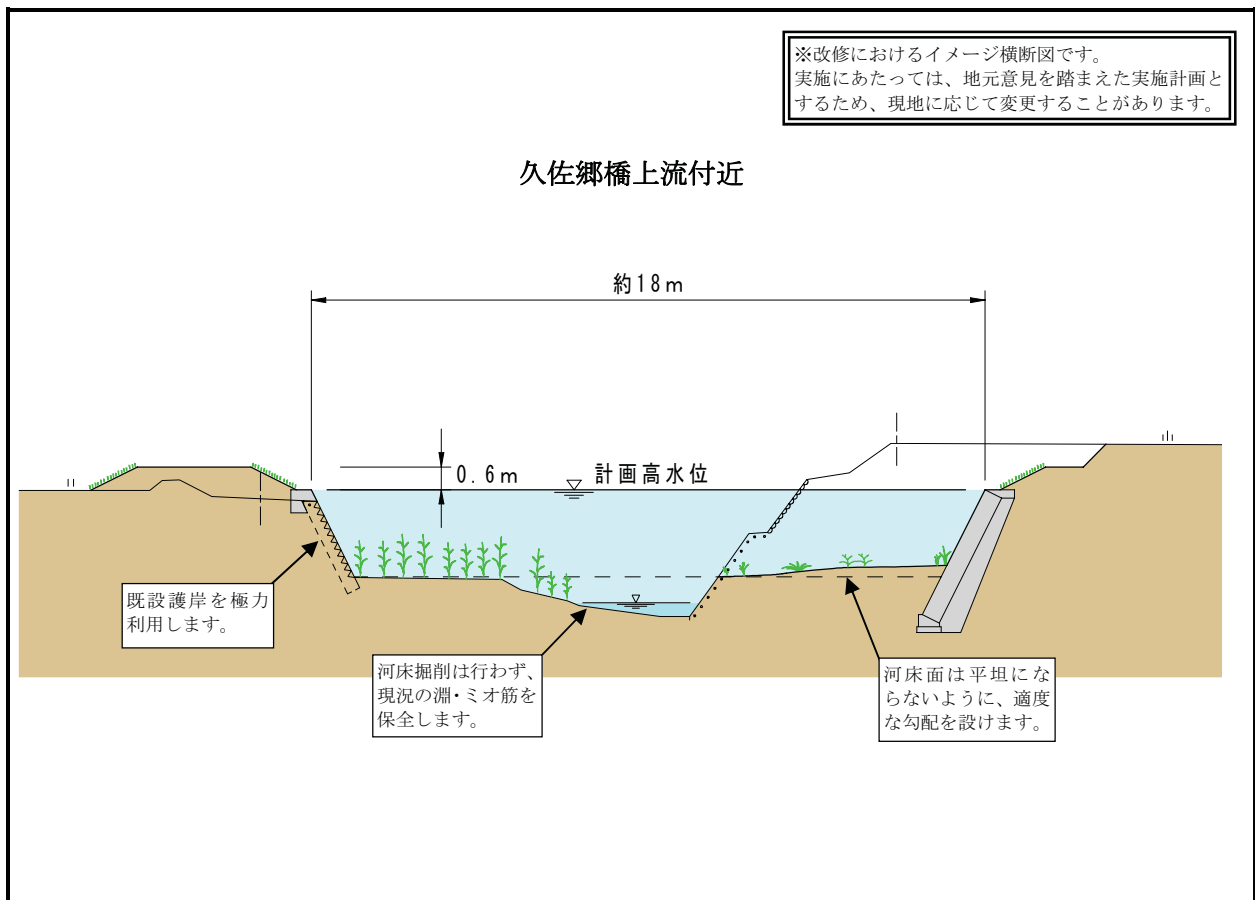 ※改修におけるイメージ横断図です。
実施にあたっては、地元意見を踏まえた実施計画と
するため、現地に応じて変更することがあります。
久佐郷橋上流付近
約18m
0.6m
計画高水位
既設護岸を極力
利用します。
河床掘削は行わず、
現況の淵・ミオ筋を
保全します。
河床面は平坦にな
らないように、適度
な勾配を設けます。